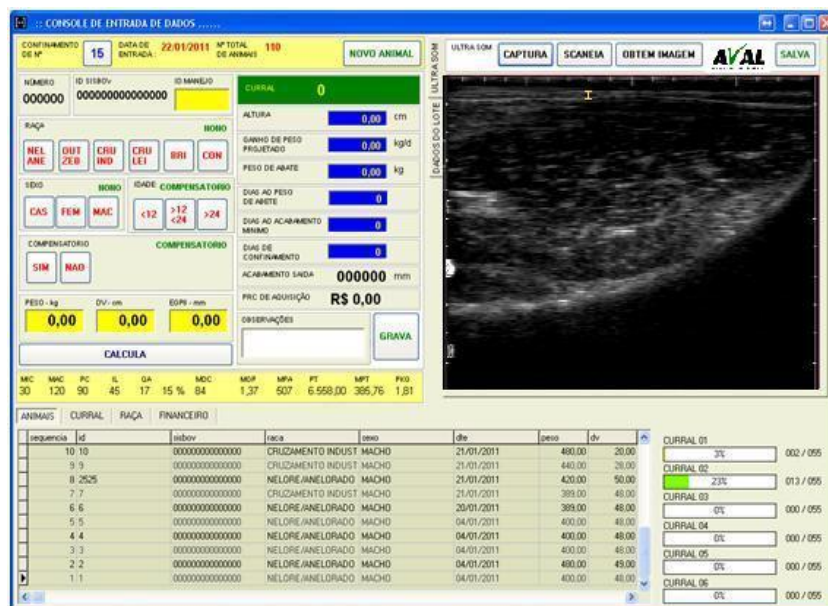 :: CONSOLE DE ENTRADA DE DADOS ......
CONFINAMENTO DE Nº 15 DATA DE ENTRADA: 22/01/2011 Nº TOTAL DE ANIMAIS 110 NOVO ANIMAL
NÚMERO ID SISBOV ID MANEJO
000000 000000000000000
RAÇA NONO
NEL ANE OUT ZEB CRU IND CRU LEI BRI CON
SEXO NONO IDADE COMPENSATORIO
CAS FEM MAC <12 >12 <24 >24
COMPENSATORIO COMPENSATORIO
SIM NAO
PESO - kg DV - cm EGP8 - mm
0,00 0,00 0,00
CALCULA
CURRAL 0
ALTURA 0,00 cm
GANHO DE PESO PROJETADO 0,00 kg/d
PESO DE ABATE 0,00 kg
DIAS AO PESO DE ABETE 0
DIAS AO ACABAMENTO MINIMO 0
DIAS DE CONFINAMENTO 0
ACABAMENTO SAIDA 000000 mm
PRC DE AQUISIÇÃO R$ 0,00
OBSERVAÇÕES
GRAVA
ULTRA SOM
DADOS DO LOTE
ULTRA SOM CAPTURA SCANEIA OBTEM IMAGEM AVAL SALVA
MIC MAC PC IL GA MDC MGP MPA PT MPT PKG
30 120 90 45 17 15 % 84 1,37 507 6.558,00 385,76 1,81
ANIMAIS CURRAL RAÇA FINANCEIRO
sequencia id sisbov raca sexo dte peso dv
10 10 000000000000000 CRUZAMENTO INDUST MACHO 21/01/2011 480,00 20,00
9 9 000000000000000 CRUZAMENTO INDUST MACHO 21/01/2011 440,00 28,00
8 2525 000000000000000 NELORE/ANELORADO MACHO 21/01/2011 420,00 50,00
7 7 000000000000000 CRUZAMENTO INDUST MACHO 21/01/2011 389,00 48,00
6 6 000000000000000 NELORE/ANELORADO MACHO 20/01/2011 389,00 48,00
5 5 000000000000000 NELORE/ANELORADO MACHO 04/01/2011 400,00 48,00
4 4 000000000000000 NELORE/ANELORADO MACHO 04/01/2011 400,00 48,00
3 3 000000000000000 NELORE/ANELORADO MACHO 04/01/2011 400,00 48,00
2 2 000000000000000 NELORE/ANELORADO MACHO 04/01/2011 480,00 49,00
1 1 000000000000000 NELORE/ANELORADO MACHO 04/01/2011 400,00 48,00
CURRAL 01
3% 002 / 055
CURRAL 02
23% 013 / 055
CURRAL 03
0% 000 / 055
CURRAL 04
0% 000 / 055
CURRAL 05
0% 000 / 055
CURRAL 06
0% 000 / 055